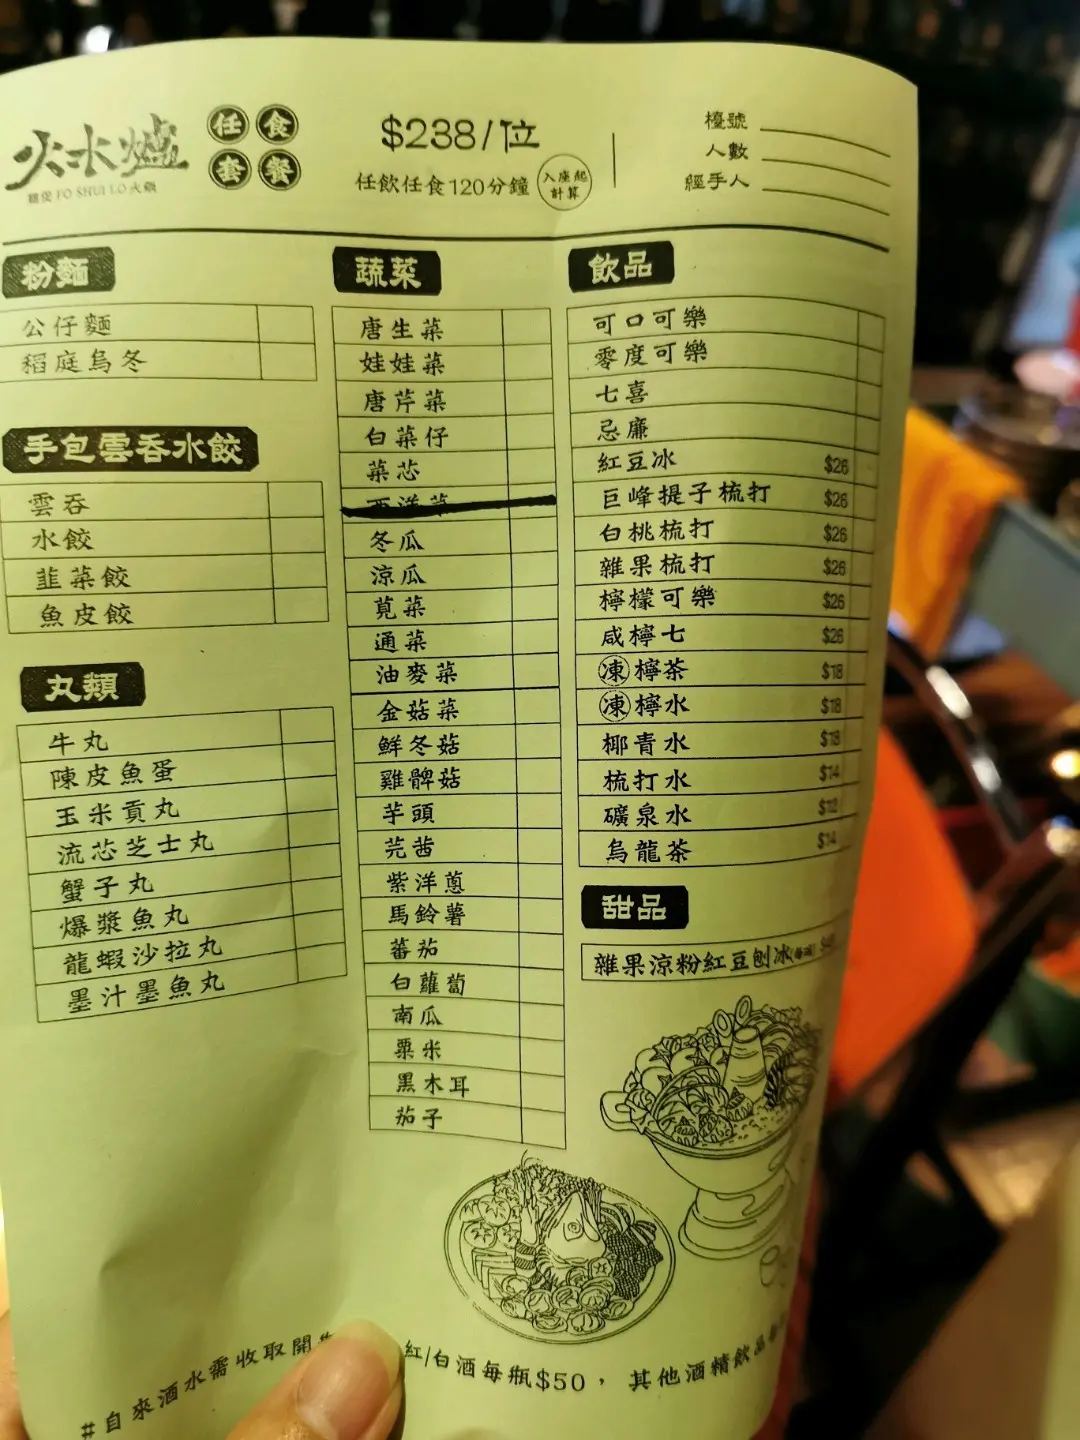 火水爐
FO SHUI LO 火鍋
任食套餐
$238/位
任飲任食120分鐘
入座起計算
檯號
人數
經手人
粉麵
公仔麵
稻庭烏冬
手包雲吞水餃
雲吞
水餃
韭菜餃
魚皮餃
丸類
牛丸
陳皮魚蛋
玉米貢丸
流芯芝士丸
蟹子丸
爆漿魚丸
龍蝦沙拉丸
墨汁墨魚丸
蔬菜
唐生菜
娃娃菜
唐芹菜
白菜仔
菜芯
西洋菜
冬瓜
涼瓜
莧菜
通菜
油麥菜
金菇菜
鮮冬菇
雞髀菇
芋頭
芫茜
紫洋蔥
馬鈴薯
蕃茄
白蘿蔔
南瓜
粟米
黑木耳
茄子
飲品
可口可樂
零度可樂
七喜
忌廉
紅豆冰 $26
巨峰提子梳打 $26
白桃梳打 $26
雜果梳打 $26
檸檬可樂 $26
咸檸七 $26
凍檸茶 $18
凍檸水 $18
椰青水 $18
梳打水 $14
礦泉水 $12
烏龍茶 $14
甜品
雜果涼粉紅豆刨冰
#自來酒水需收取開 紅/白酒每瓶$50， 其他酒精飲品